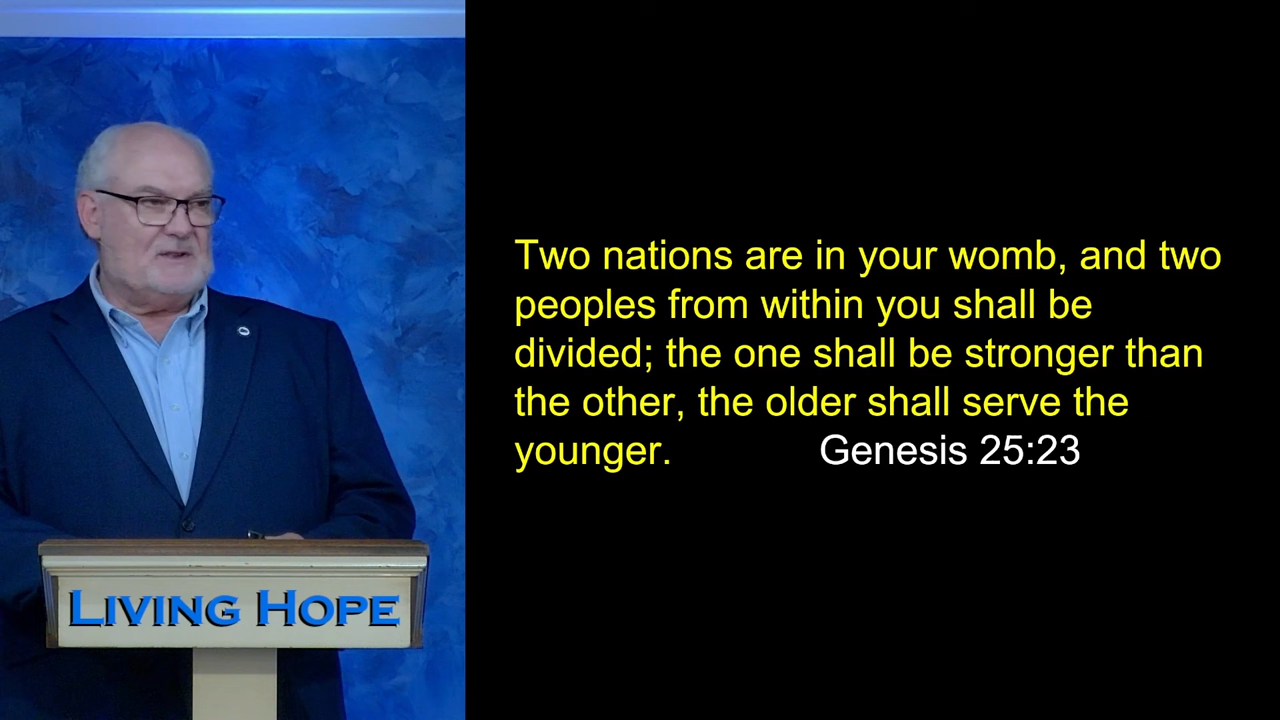 Two nations are in your womb, and two
peoples from within you shall be
divided; the one shall be stronger than
the other, the older shall serve the
younger. Genesis 25:23
LIVING HOPE